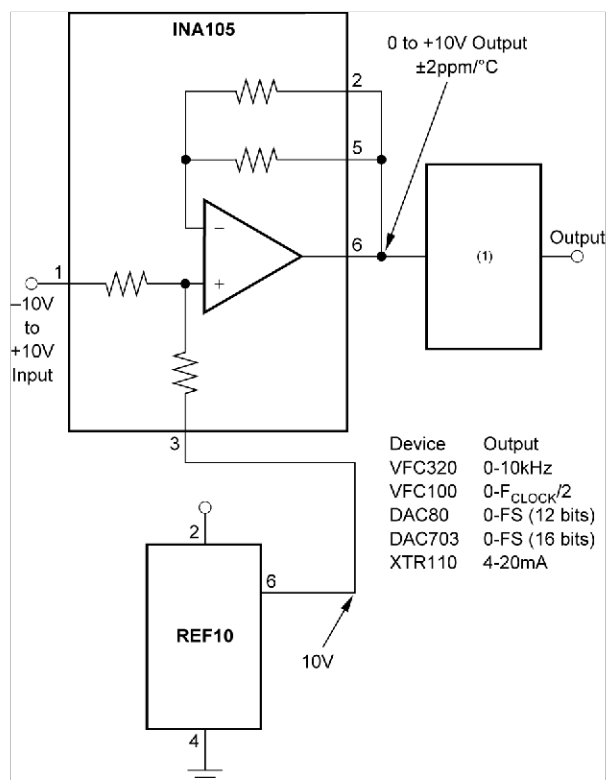 INA105
0 to +10V Output
±2ppm/°C
2
5
6
−
+
1
–10V
to
+10V
Input
(1)
Output
3
Device Output
VFC320 0-10kHz
VFC100 0-FCLOCK/2
DAC80 0-FS (12 bits)
DAC703 0-FS (16 bits)
XTR110 4-20mA
2
6
REF10
10V
4